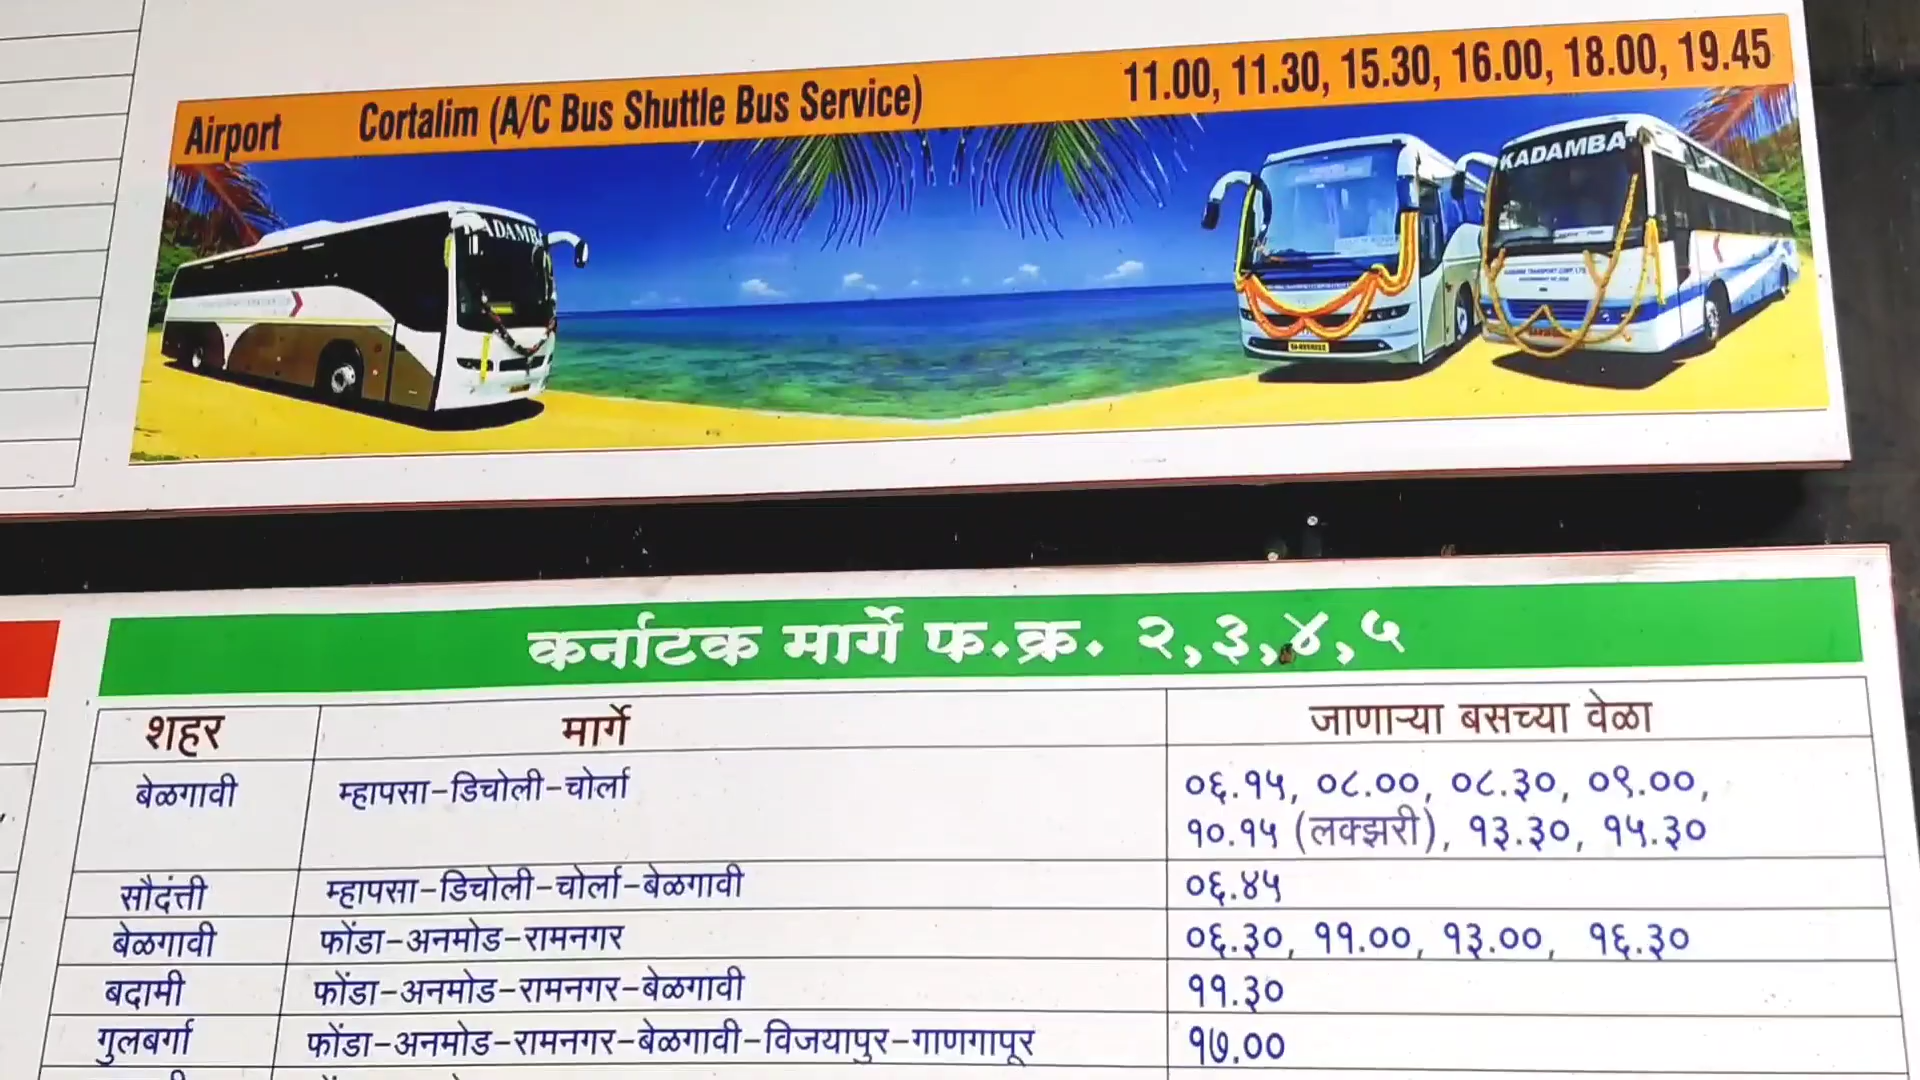 Airport Cortalim (A/C Bus Shuttle Bus Service) 11.00, 11.30, 15.30, 16.00, 18.00, 19.45
KADAMBA
कर्नाटक मार्गे फ.क्र. २,३,४,५
शहर मार्गे जाणाऱ्या बसच्या वेळा
बेळगावी म्हापसा-डिचोली-चोर्ला ०६.१५, ०८.००, ०८.३०, ०९.००,
१०.१५ (लक्झरी), १३.३०, १५.३०
सौदंत्ती म्हापसा-डिचोली-चोर्ला-बेळगावी ०६.४५
बेळगावी फोंडा-अनमोड-रामनगर ०६.३०, ११.००, १३.००, १६.३०
बदामी फोंडा-अनमोड-रामनगर-बेळगावी ११.३०
गुलबर्गा फोंडा-अनमोड-रामनगर-बेळगावी-विजयापुर-गाणगापूर १७.००